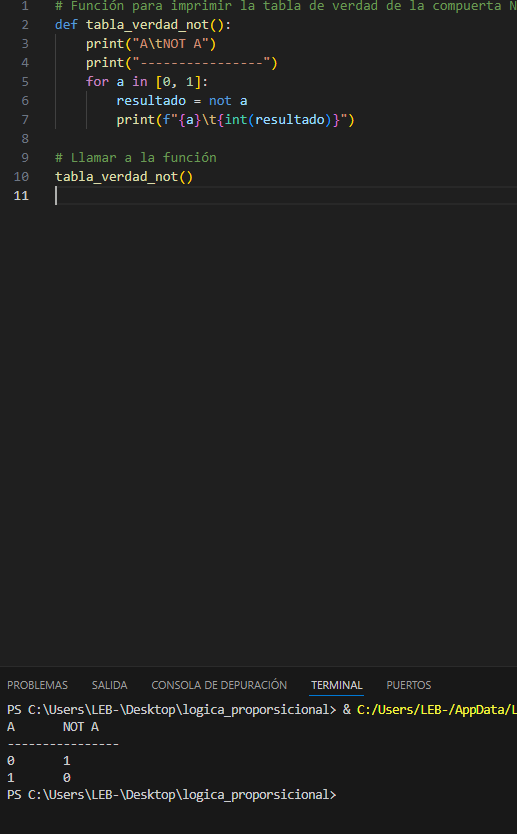 1 # Función para imprimir la tabla de verdad de la compuerta N
2 def tabla_verdad_not():
3     print("A\tNOT A")
4     print("----------------")
5     for a in [0, 1]:
6         resultado = not a
7         print(f"{a}\t{int(resultado)}")
8
9 # Llamar a la función
10 tabla_verdad_not()
11
PROBLEMAS SALIDA CONSOLA DE DEPURACIÓN TERMINAL PUERTOS
PS C:\Users\LEB-\Desktop\logica_proporsicional> & C:/Users/LEB-/AppData/L
A       NOT A
----------------
0       1
1       0
PS C:\Users\LEB-\Desktop\logica_proporsicional>